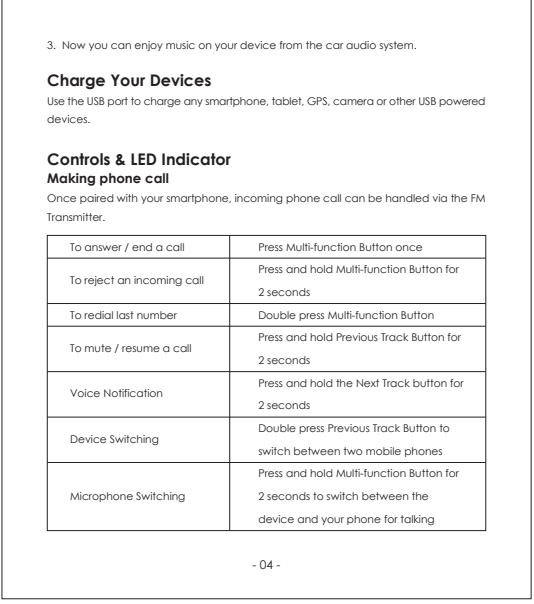 3. Now you can enjoy music on your device from the car audio system.
Charge Your Devices
Use the USB port to charge any smartphone, tablet, GPS, camera or other USB powered
devices.
Controls & LED Indicator
Making phone call
Once paired with your smartphone, incoming phone call can be handled via the FM
Transmitter.
To answer / end a call
Press Multi-function Button once
To reject an incoming call
Press and hold Multi-function Button for
2 seconds
To redial last number
Double press Multi-function Button
To mute / resume a call
Press and hold Previous Track Button for
2 seconds
Voice Notification
Press and hold the Next Track button for
2 seconds
Device Switching
Double press Previous Track Button to
switch between two mobile phones
Microphone Switching
Press and hold Multi-function Button for
2 seconds to switch between the
device and your phone for talking
- 04 -